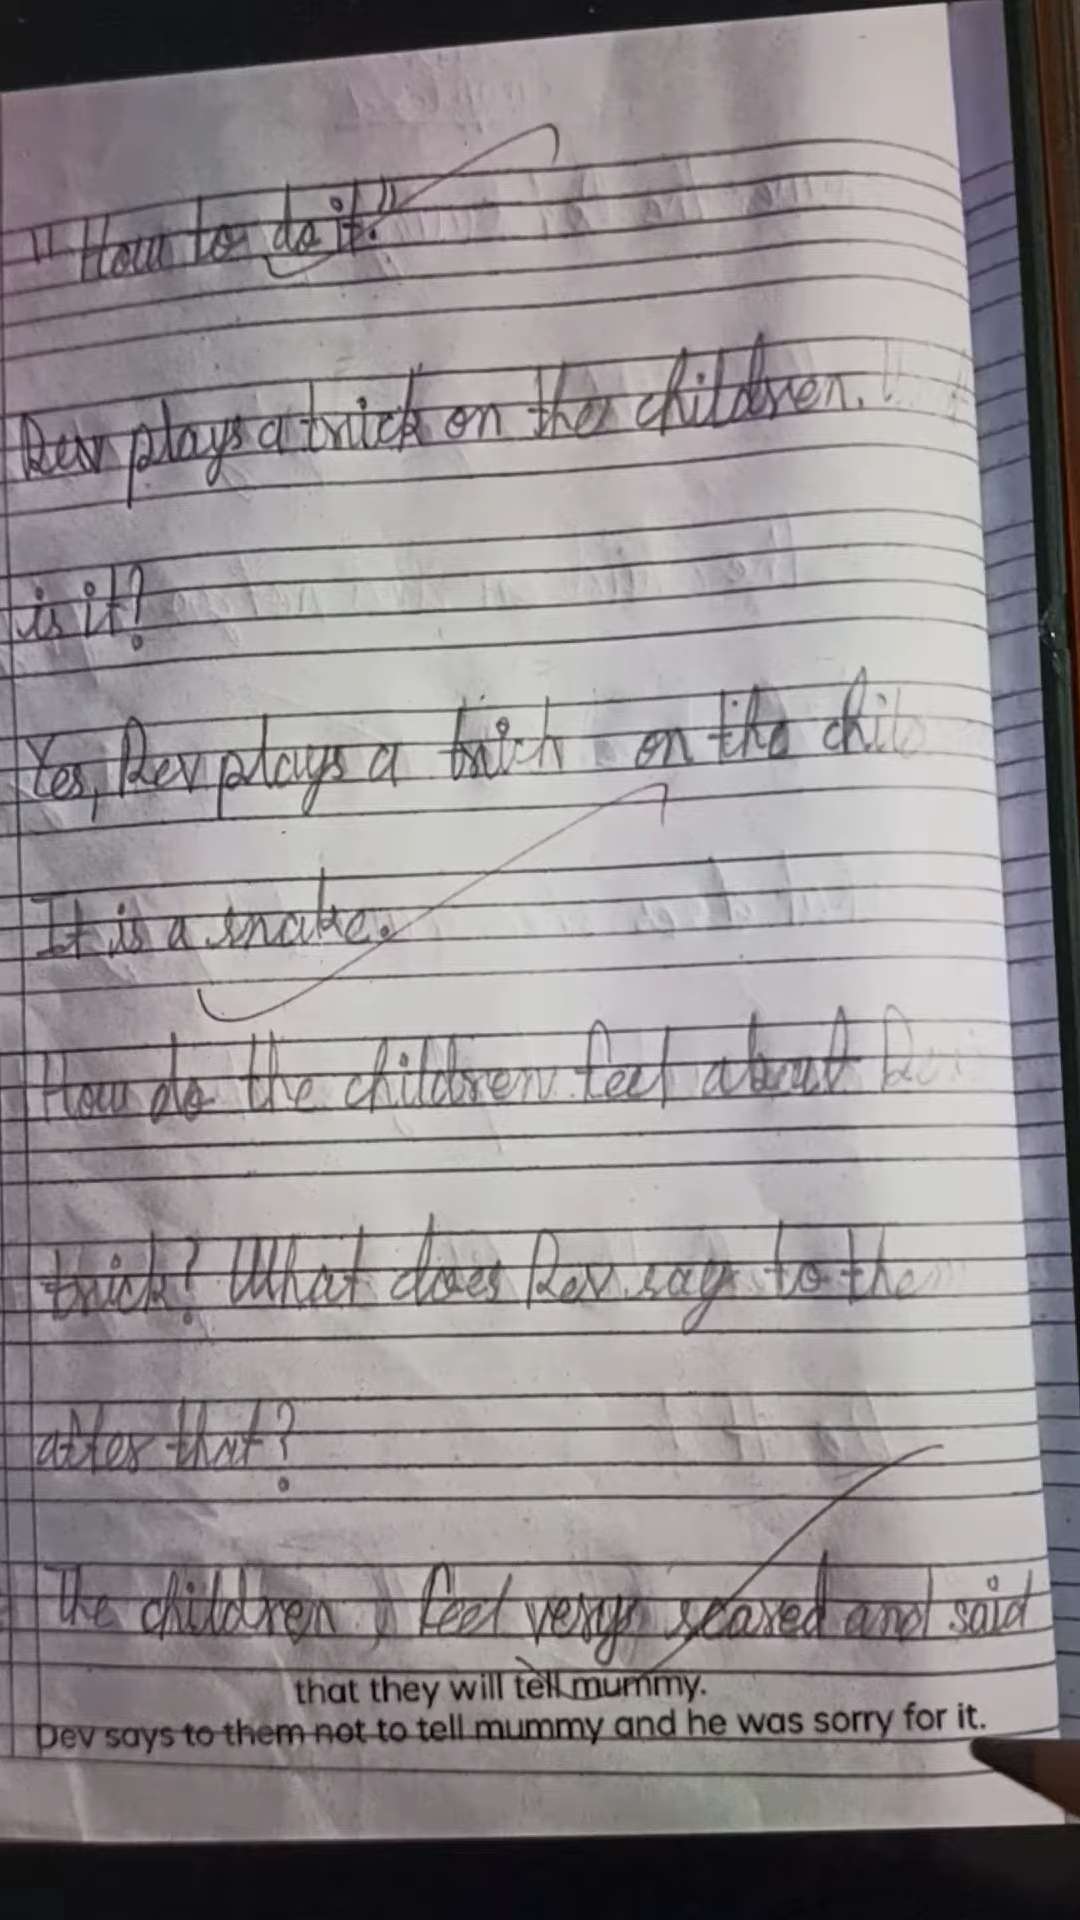 "How to do it."
Dev plays a trick on the children.
is it?
Yes, Dev plays a trick on the chil
It is a snake.
How do the children feel about
trick? What does Dev say to the
after that?
The children, feel very scared and said
that they will tell mummy.
Dev says to them not to tell mummy and he was sorry for it.